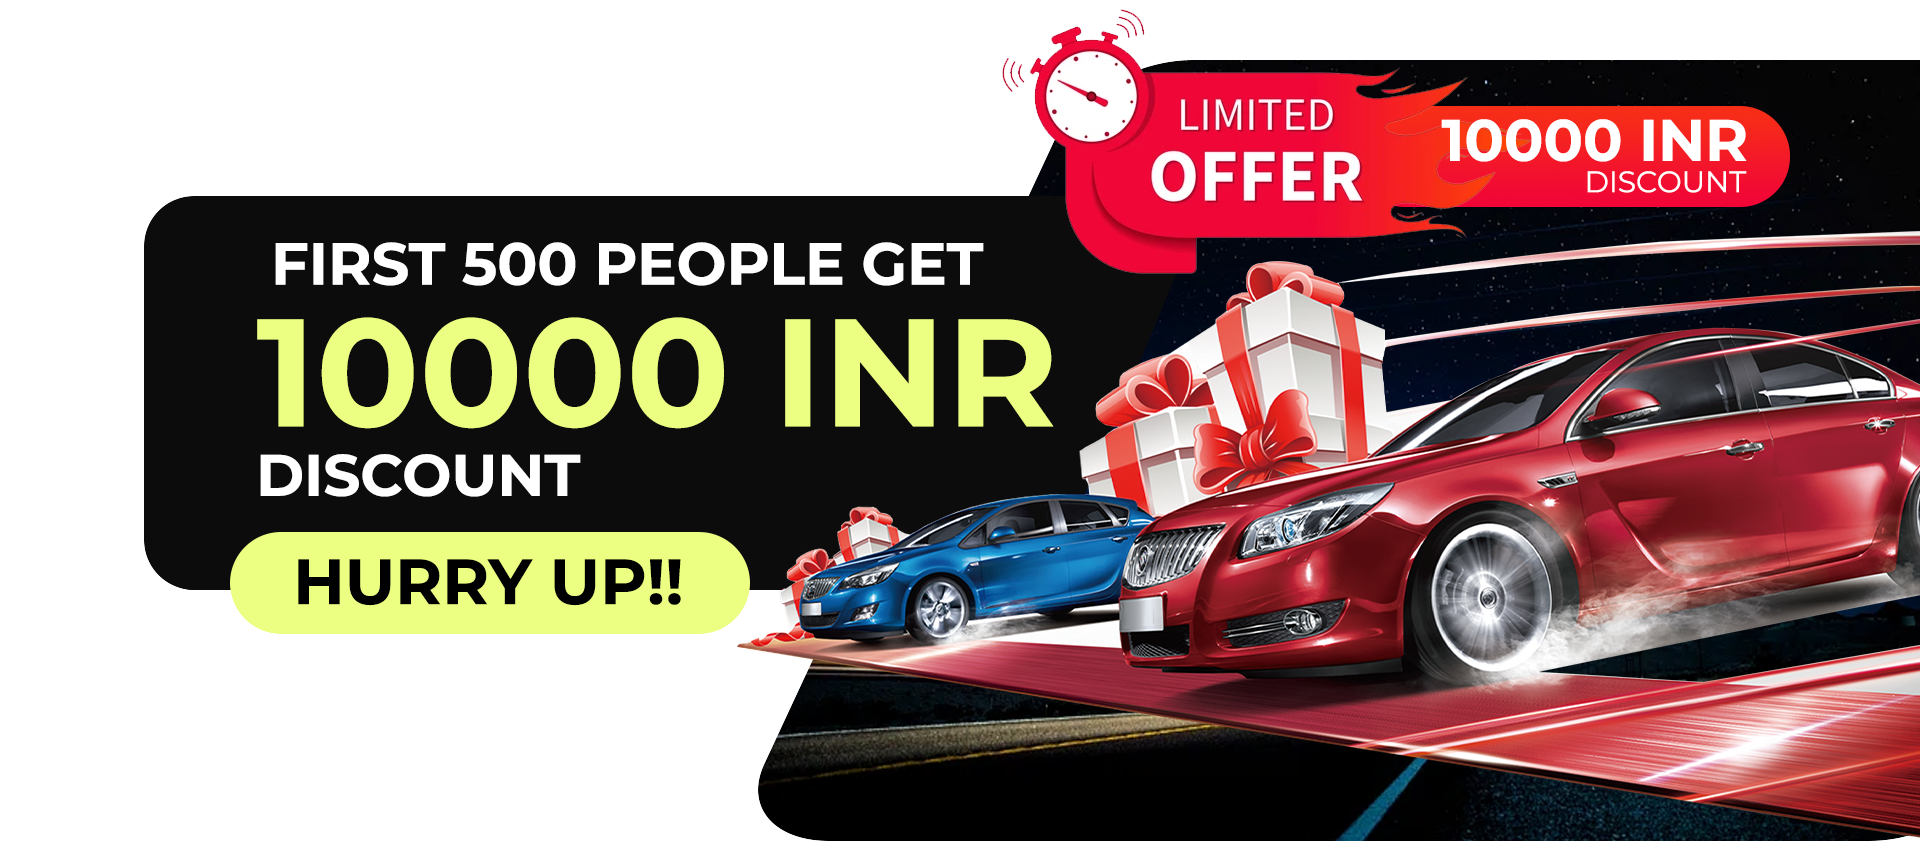 LIMITED
OFFER
10000 INR
DISCOUNT
FIRST 500 PEOPLE GET
10000 INR
DISCOUNT
HURRY UP!!